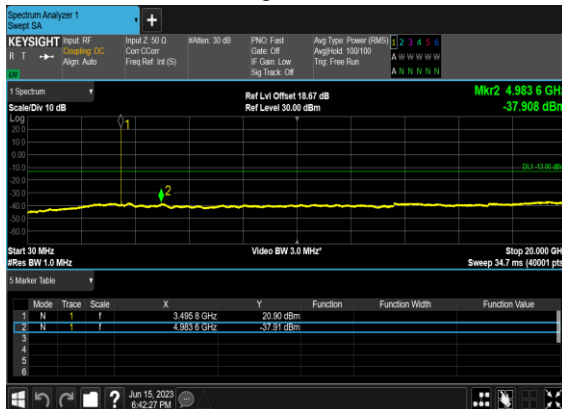 Spectrum Analyzer 1
Swept SA
KEYSIGHT Input: RF Input Z: 50 Ω #Atten: 30 dB PNO: Fast Avg Type: Power (RMS) 1 2 3 4 5 6
R T Coupling: DC Corr CCorr Gate: Off Avg|Hold: 100/100 A W W W W W
Align: Auto Freq Ref: Int (S) IF Gain: Low Trig: Free Run
LXI Sig Track: Off A N N N N N
1 Spectrum Ref Lvl Offset 18.67 dB Mkr2 4.983 6 GHz
Scale/Div 10 dB Ref Level 30.00 dBm -37.908 dBm
Log
20.0
10.0
0.00
-10.0
-20.0
-30.0
-40.0
-50.0
-60.0
1
2
DL1 -13.00 dBm
Start 30 MHz Video BW 3.0 MHz* Stop 20.000 GHz
#Res BW 1.0 MHz Sweep 34.7 ms (40001 pts)
5 Marker Table
Mode Trace Scale X Y Function Function Width Function Value
1 N 1 f 3.495 8 GHz 20.90 dBm
2 N 1 f 4.983 6 GHz -37.91 dBm
3
4
5
6
? Jun 15, 2023
6:42:27 PM